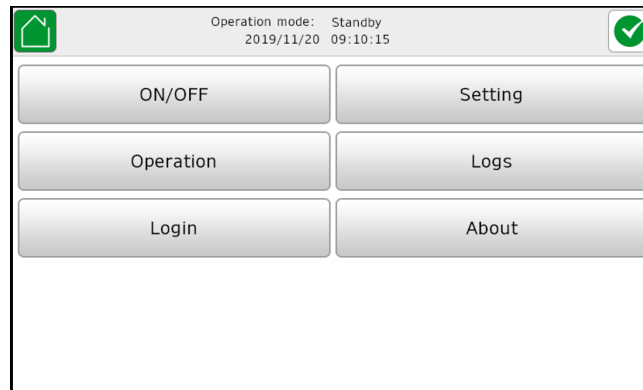 Operation mode: Standby
2019/11/20 09:10:15
ON/OFF Setting
Operation Logs
Login About